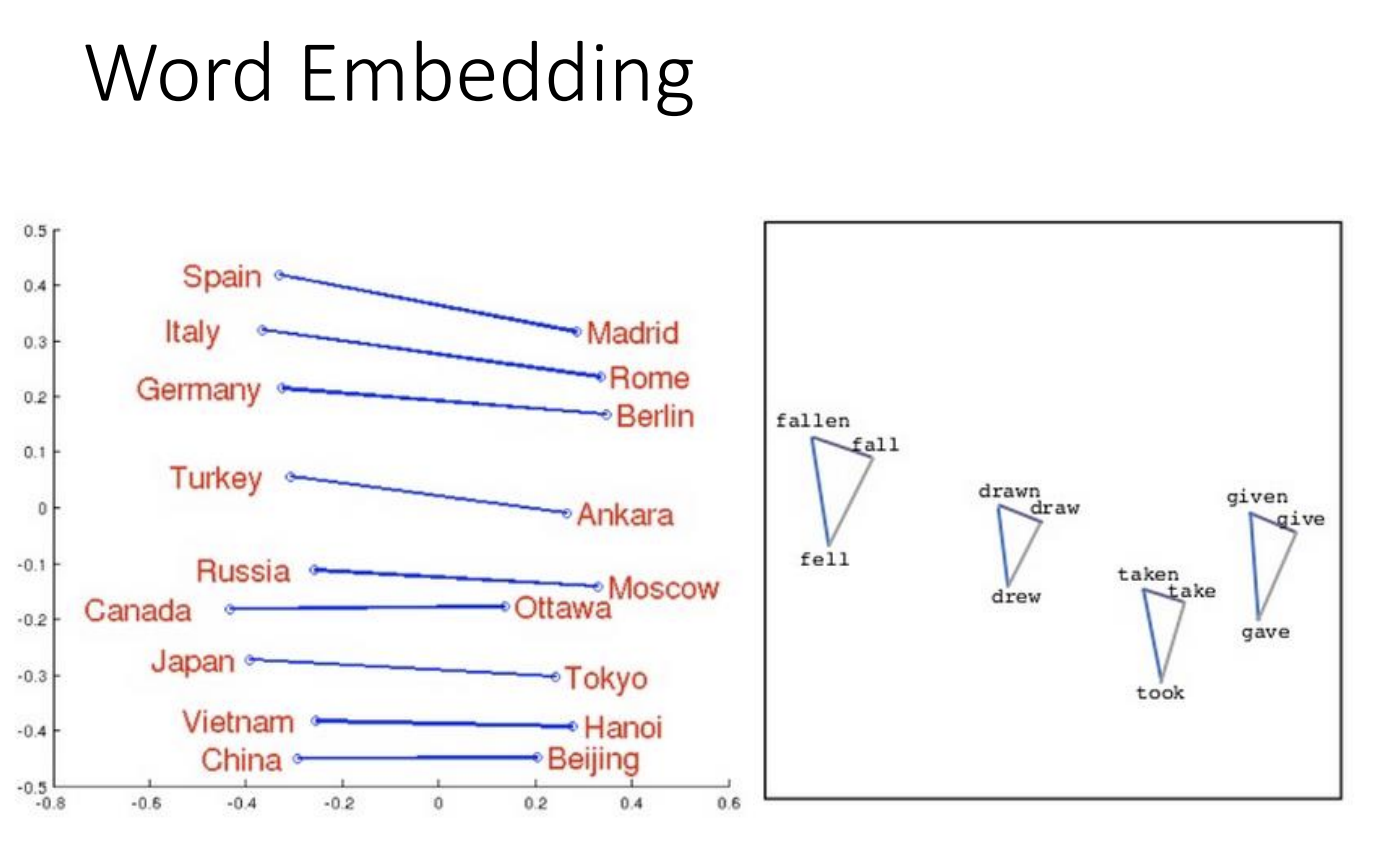 Word Embedding
0.5
0.4
0.3
0.2
0.1
0
-0.1
-0.2
-0.3
-0.4
-0.5
-0.8 -0.6 -0.4 -0.2 0 0.2 0.4 0.6
Spain Madrid
Italy Rome
Germany Berlin
Turkey Ankara
Russia Moscow
Canada Ottawa
Japan Tokyo
Vietnam Hanoi
China Beijing
fallen
fall
fell
drawn
draw
drew
taken
take
took
given
give
gave